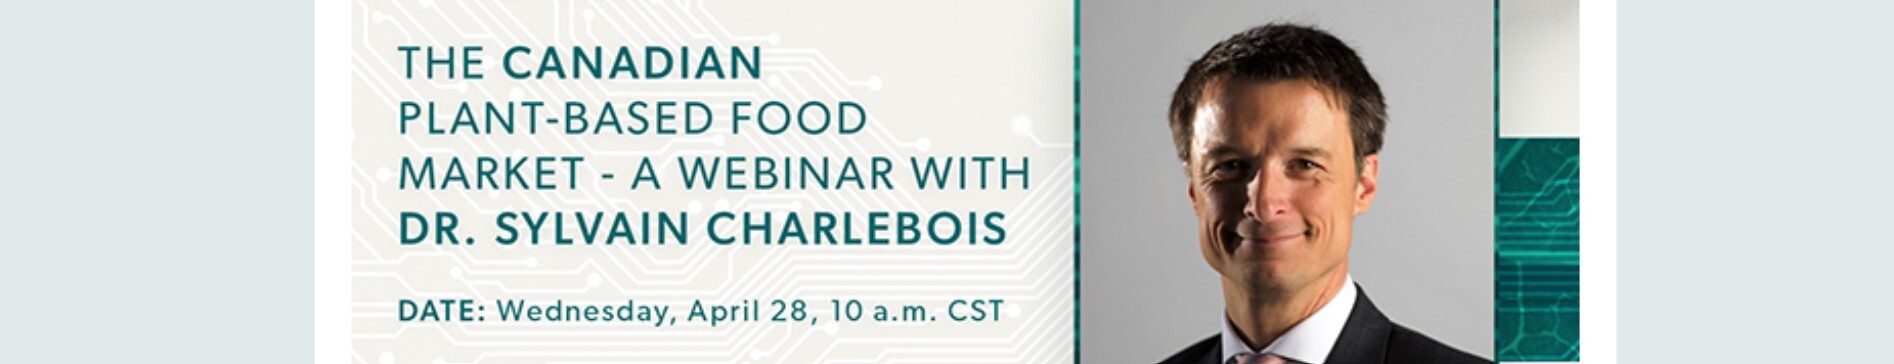 THE CANADIAN
PLANT-BASED FOOD
MARKET - A WEBINAR WITH
DR. SYLVAIN CHARLEBOIS
DATE: Wednesday, April 28, 10 a.m. CST